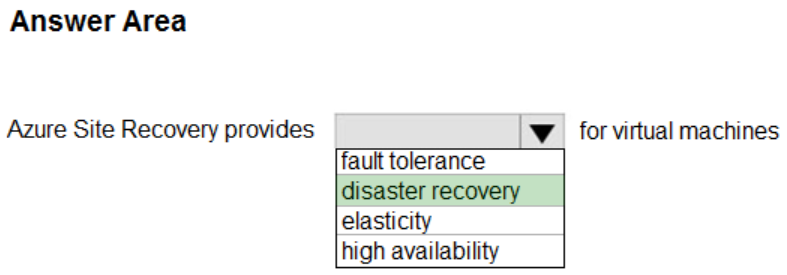 Answer Area
Azure Site Recovery provides for virtual machines
fault tolerance
disaster recovery
elasticity
high availability